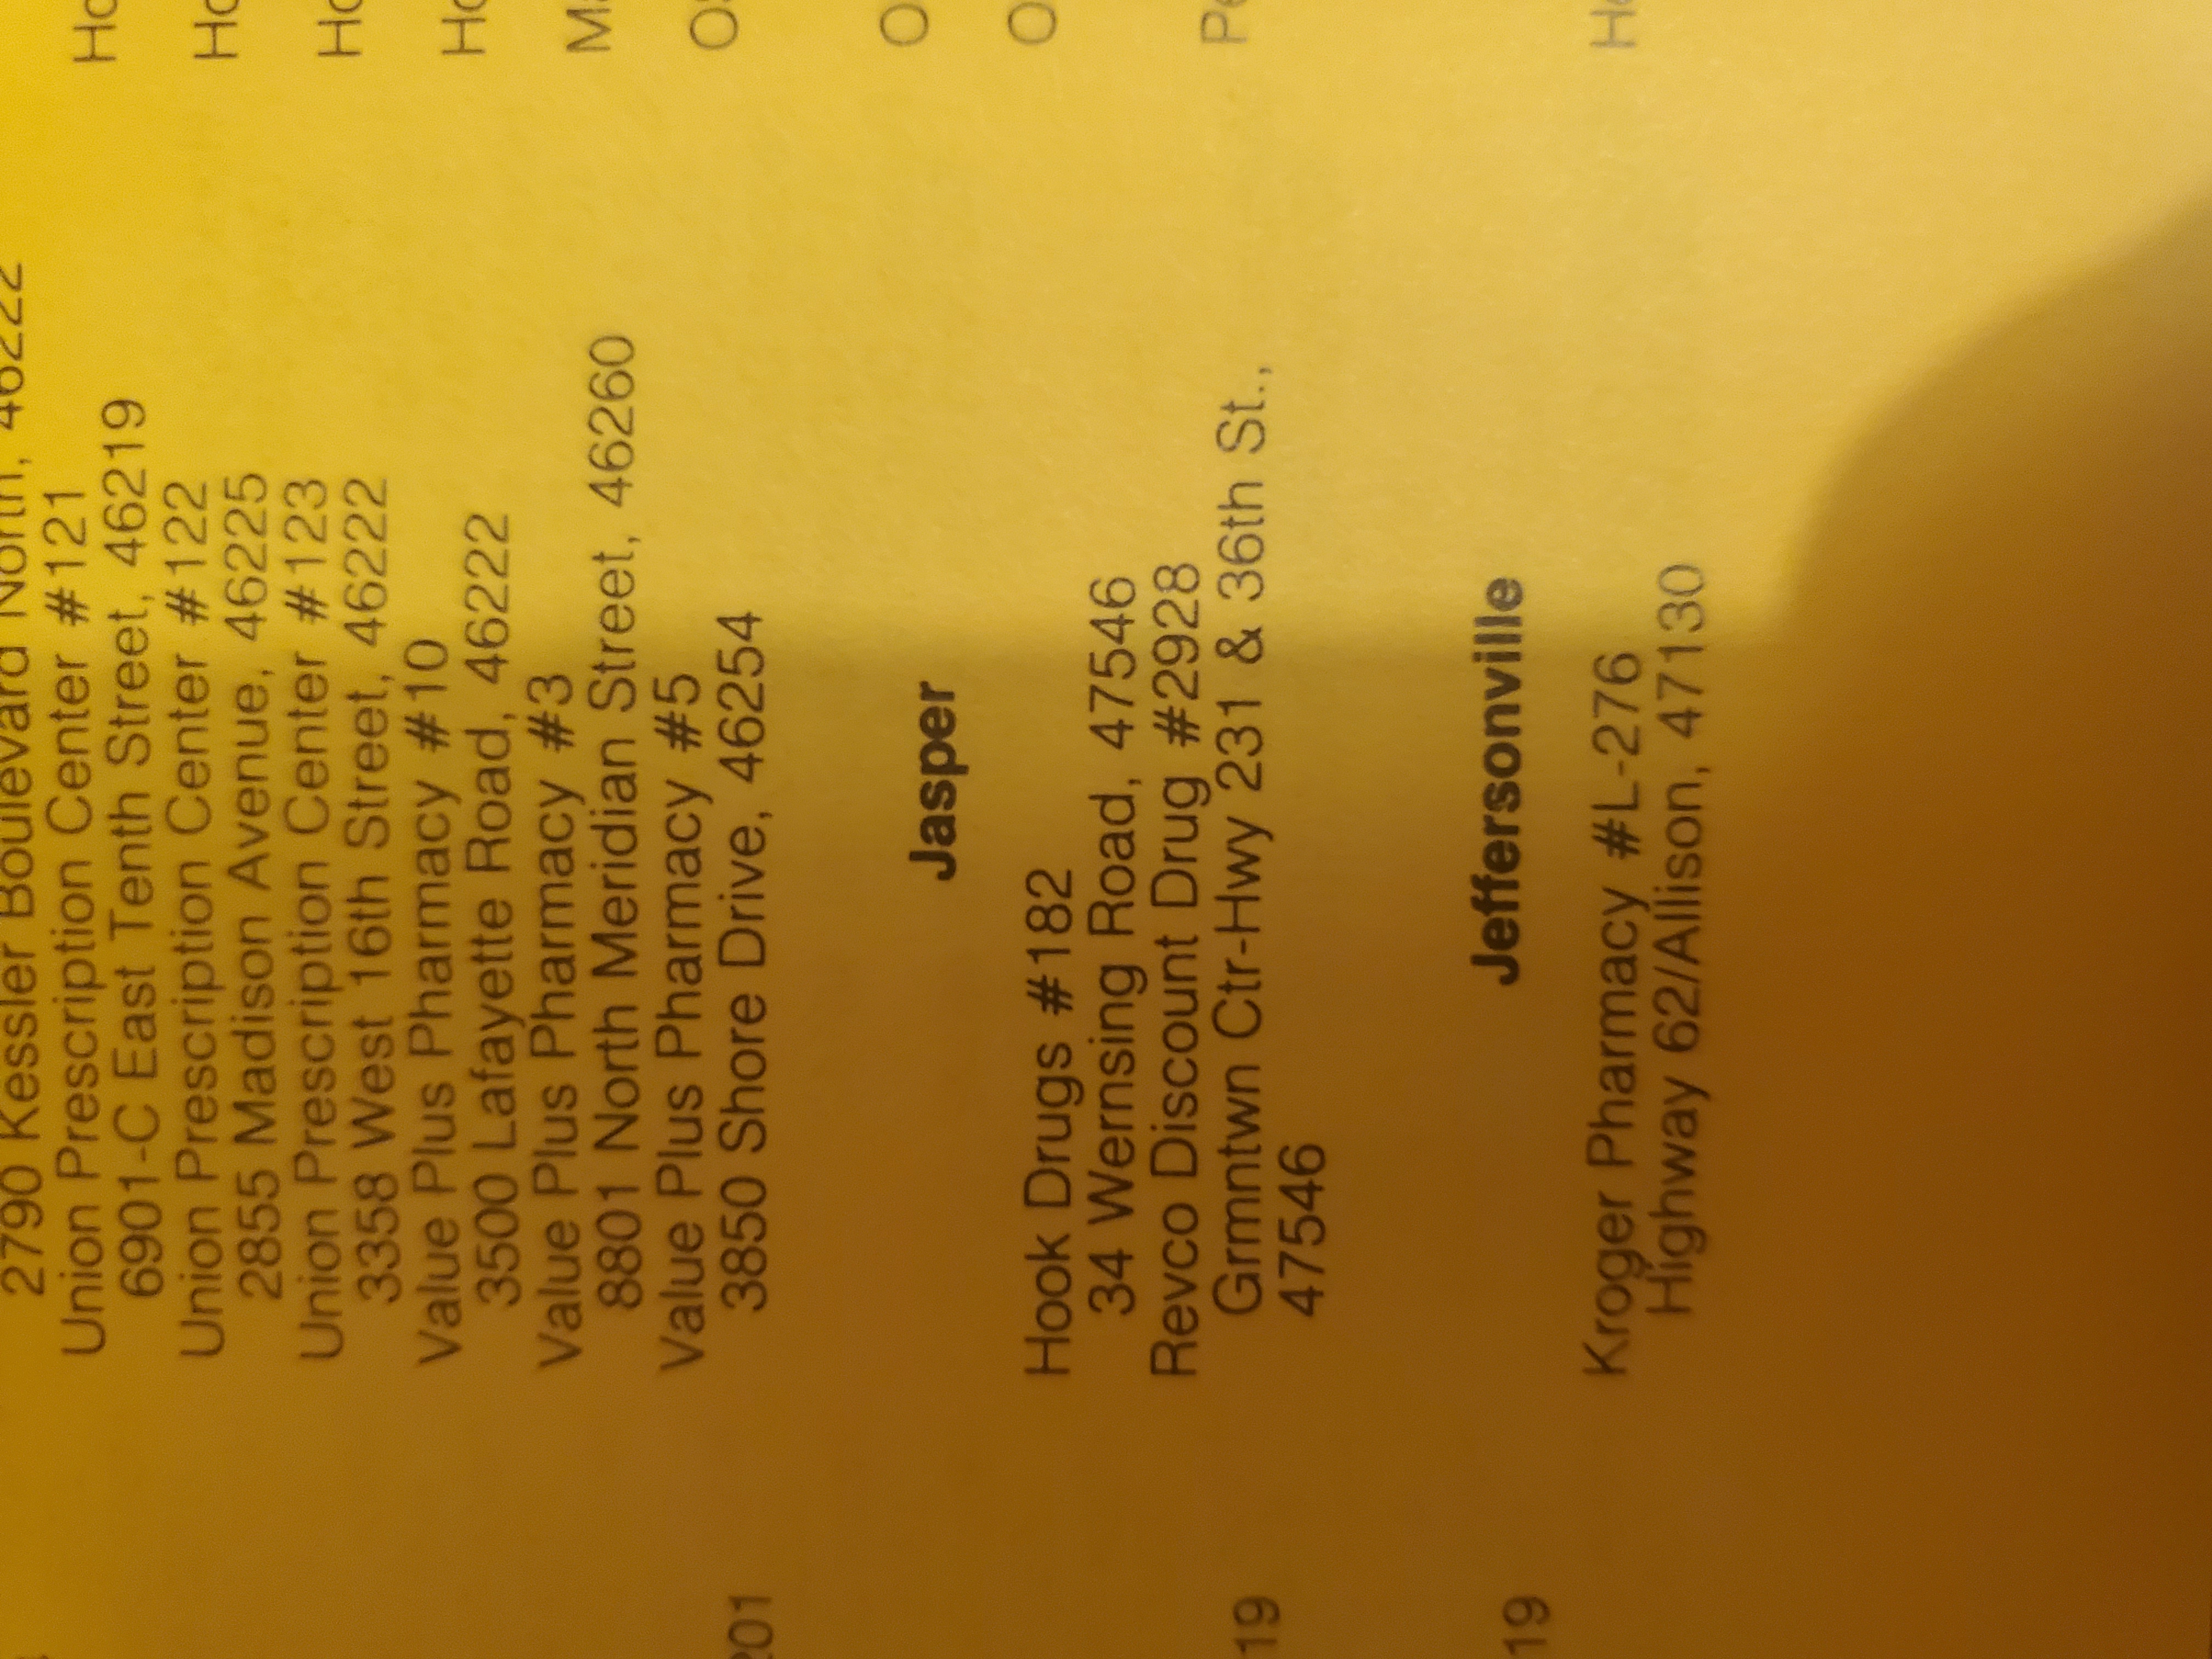 2790 Kessler Boulevard North, 46222
Union Prescription Center #121
6901-C East Tenth Street, 46219
Union Prescription Center #122
2855 Madison Avenue, 46225
Union Prescription Center #123
3358 West 16th Street, 46222
Value Plus Pharmacy #10
3500 Lafayette Road, 46222
Value Plus Pharmacy #3
8801 North Meridian Street, 46260
Value Plus Pharmacy #5
3850 Shore Drive, 46254
Jasper
Hook Drugs #182
34 Wernsing Road, 47546
Revco Discount Drug #2928
Grmntwn Ctr-Hwy 231 & 36th St.,
47546
Jeffersonville
Kroger Pharmacy #L-276
Highway 62/Allison, 47130